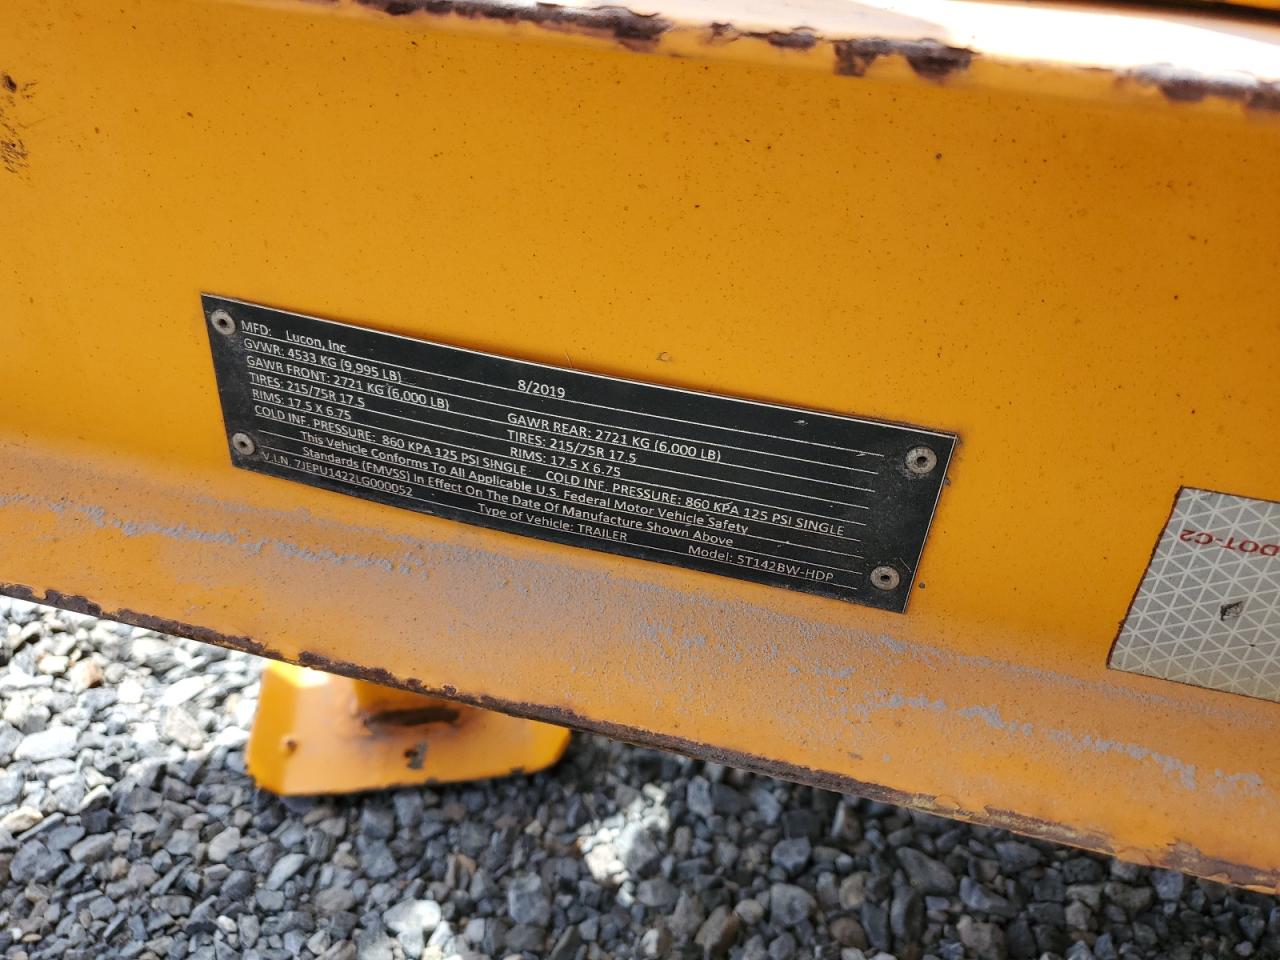 MFD: Lucon, Inc 8/2019
GVWR: 4533 KG (9,995 LB)
GAWR FRONT: 2721 KG (6,000 LB) GAWR REAR: 2721 KG (6,000 LB)
TIRES: 215/75R 17.5 TIRES: 215/75R 17.5
RIMS: 17.5 X 6.75 RIMS: 17.5 X 6.75
COLD INF. PRESSURE: 860 KPA 125 PSI SINGLE COLD INF. PRESSURE: 860 KPA 125 PSI SINGLE
This Vehicle Conforms To All Applicable U.S. Federal Motor Vehicle Safety
Standards (FMVSS) In Effect On The Date Of Manufacture Shown Above
V.I.N. 7JEPU1422LG000052 Type of Vehicle: TRAILER Model: ST142BW-HDP
DOT-C2